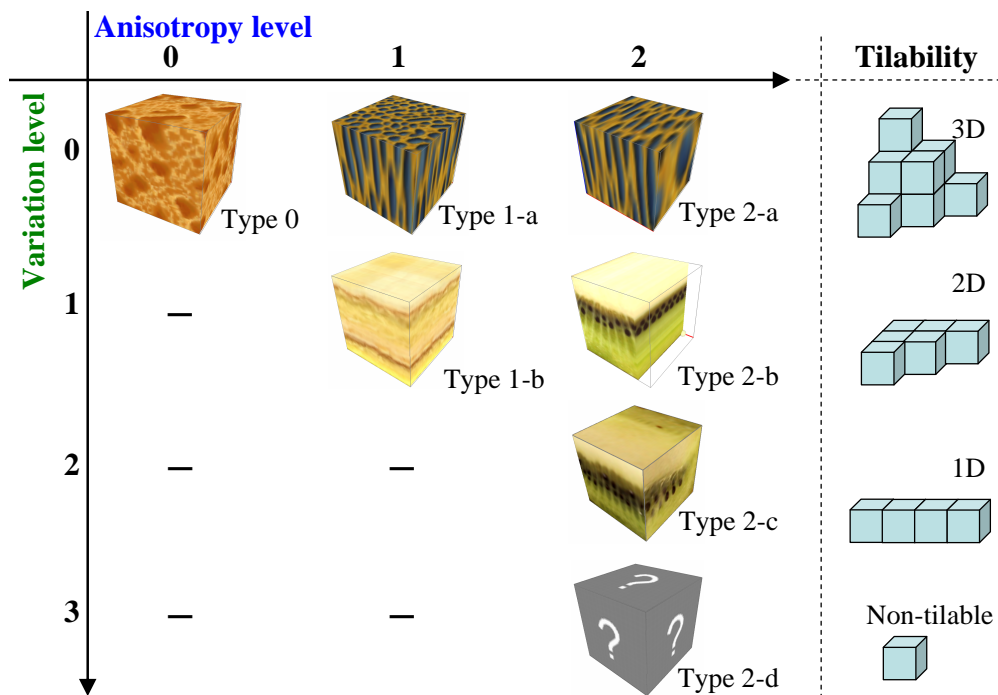 Anisotropy level
0 1 2 Tilability
Variation level
0
3D
Type 0 Type 1-a Type 2-a
1
–
2D
Type 1-b Type 2-b
2
– –
1D
Type 2-c
3
– –
? ? ?
Non-tilable
Type 2-d